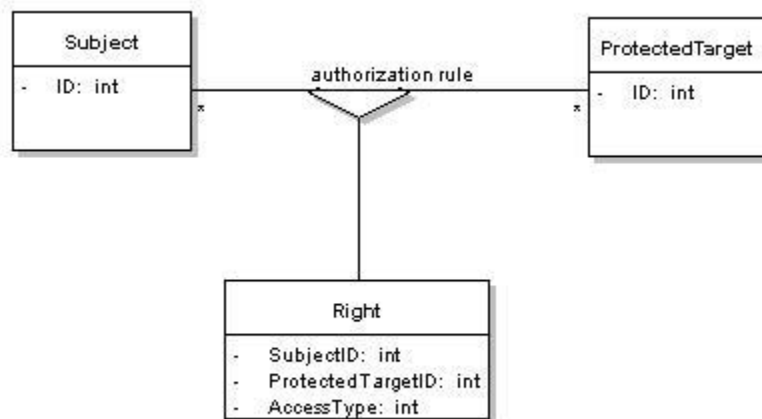 Subject
- ID: int
*
authorization rule
ProtectedTarget
- ID: int
*
Right
- SubjectID: int
- ProtectedTargetID: int
- AccessType: int